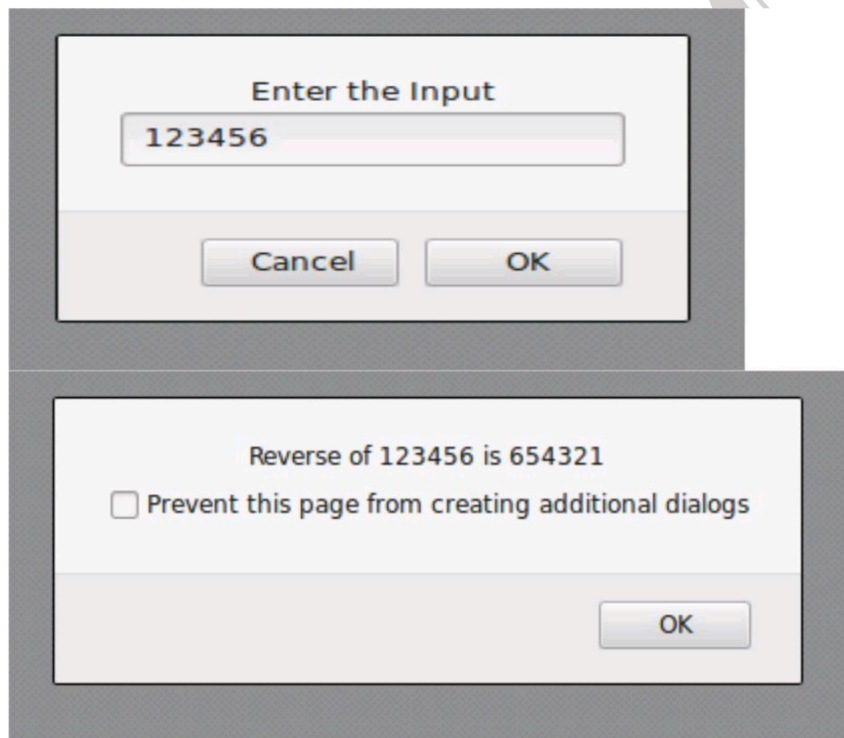 Enter the Input
123456
Cancel OK
Reverse of 123456 is 654321
Prevent this page from creating additional dialogs
OK